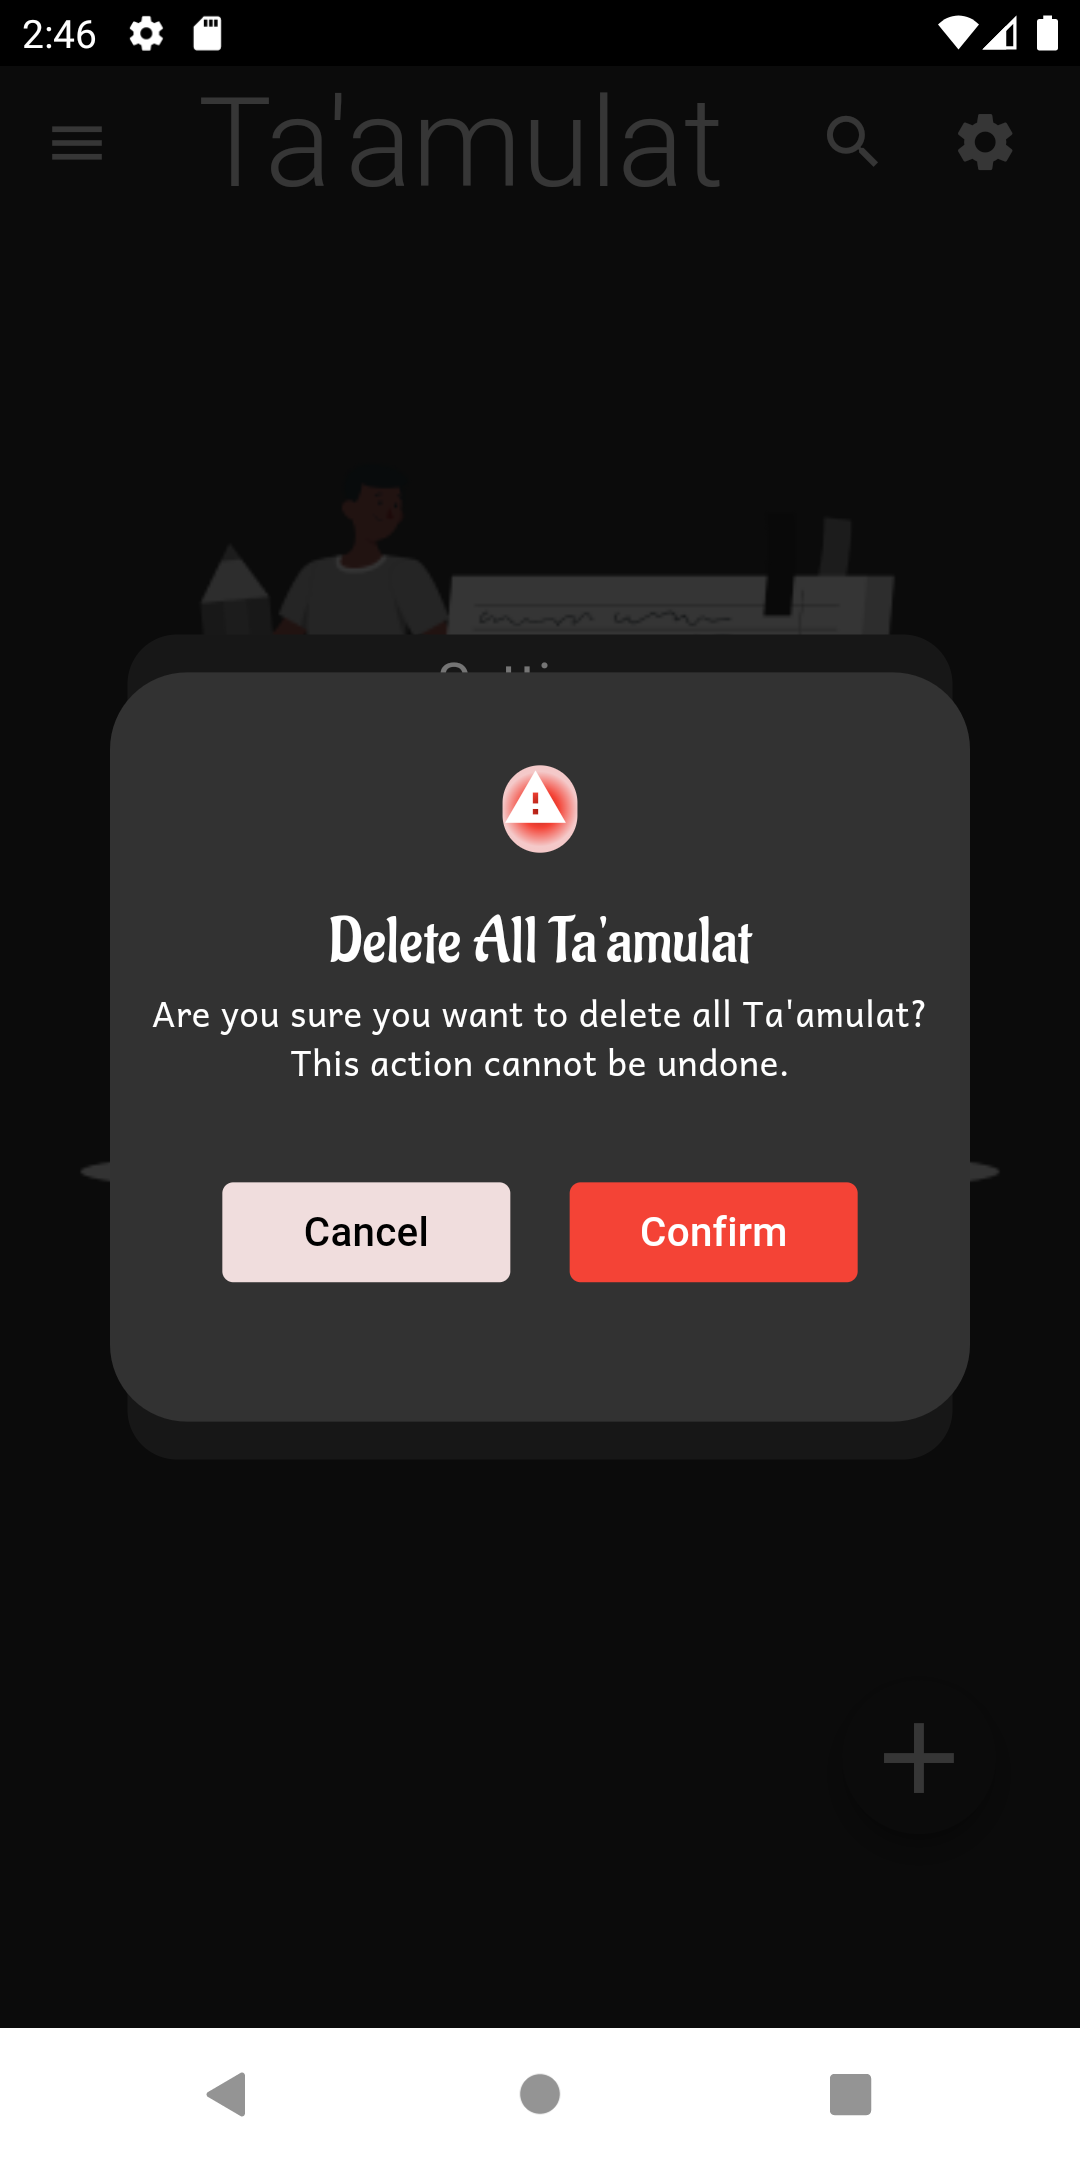 2:46
Ta'amulat
Delete All Ta'amulat
Are you sure you want to delete all Ta'amulat?
This action cannot be undone.
Cancel
Confirm